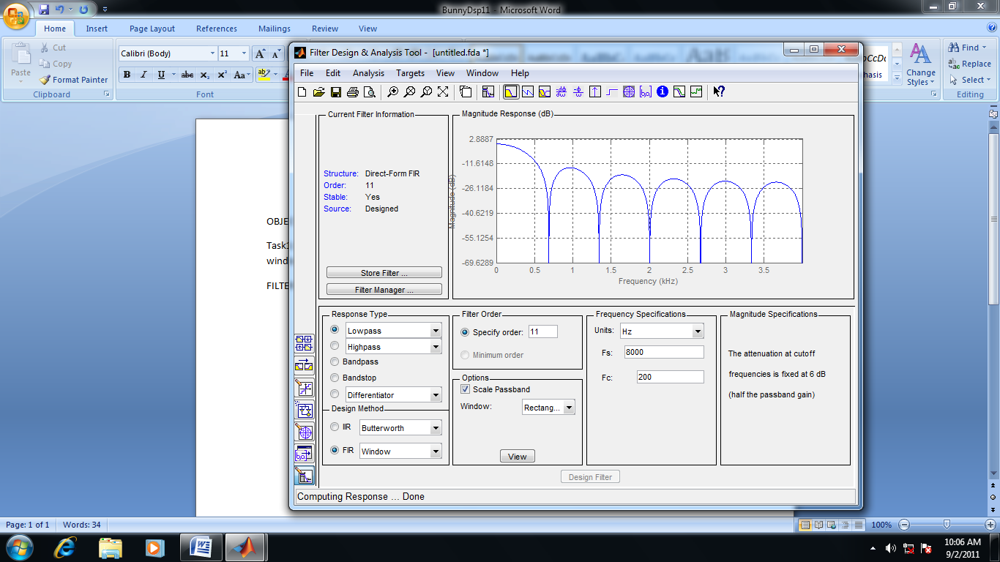 BunnyDsp11 - Microsoft Word
Home Insert Page Layout References Mailings Review View
Paste
Cut
Copy
Format Painter
Clipboard
Calibri (Body) 11
B I U abc x₂ x² Aa
Font
Change Styles
Find
Replace
Select
Editing
OBJE
Task1
wind
FILTE
Filter Design & Analysis Tool - [untitled.fda *]
File Edit Analysis Targets View Window Help
Current Filter Information
Structure: Direct-Form FIR
Order: 11
Stable: Yes
Source: Designed
Store Filter ...
Filter Manager ...
Magnitude Response (dB)
Magnitude (dB)
2.8887
-11.6148
-26.1184
-40.6219
-55.1254
-69.6289
0 0.5 1 1.5 2 2.5 3 3.5
Frequency (kHz)
Response Type
Lowpass
Highpass
Bandpass
Bandstop
Differentiator
Design Method
IIR Butterworth
FIR Window
Filter Order
Specify order: 11
Minimum order
Options
Scale Passband
Window: Rectang...
View
Frequency Specifications
Units: Hz
Fs: 8000
Fc: 200
Magnitude Specifications
The attenuation at cutoff
frequencies is fixed at 6 dB
(half the passband gain)
Design Filter
Computing Response ... Done
Page: 1 of 1 Words: 34
100%
10:06 AM
9/2/2011